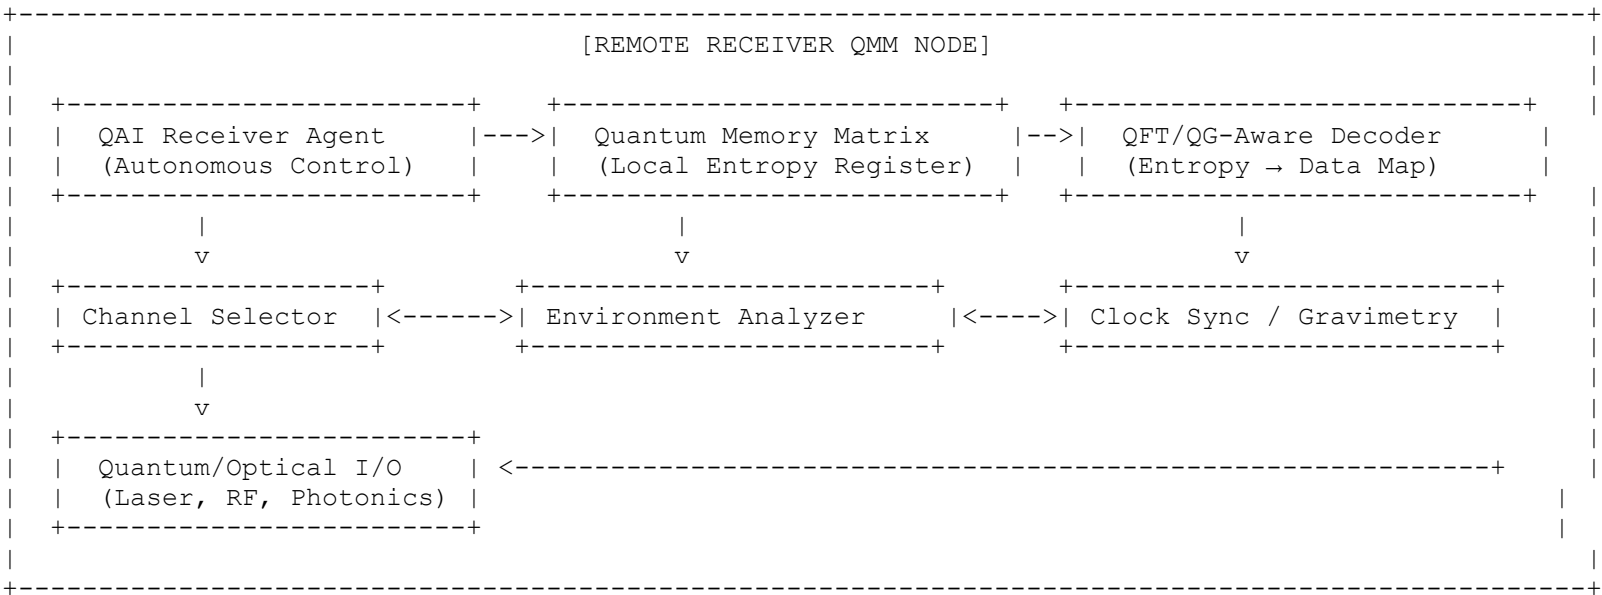 [REMOTE RECEIVER QMM NODE]
QAI Receiver Agent Quantum Memory Matrix QFT/QG-Aware Decoder
(Autonomous Control) (Local Entropy Register) (Entropy → Data Map)
Channel Selector Environment Analyzer Clock Sync / Gravimetry
Quantum/Optical I/O
(Laser, RF, Photonics)